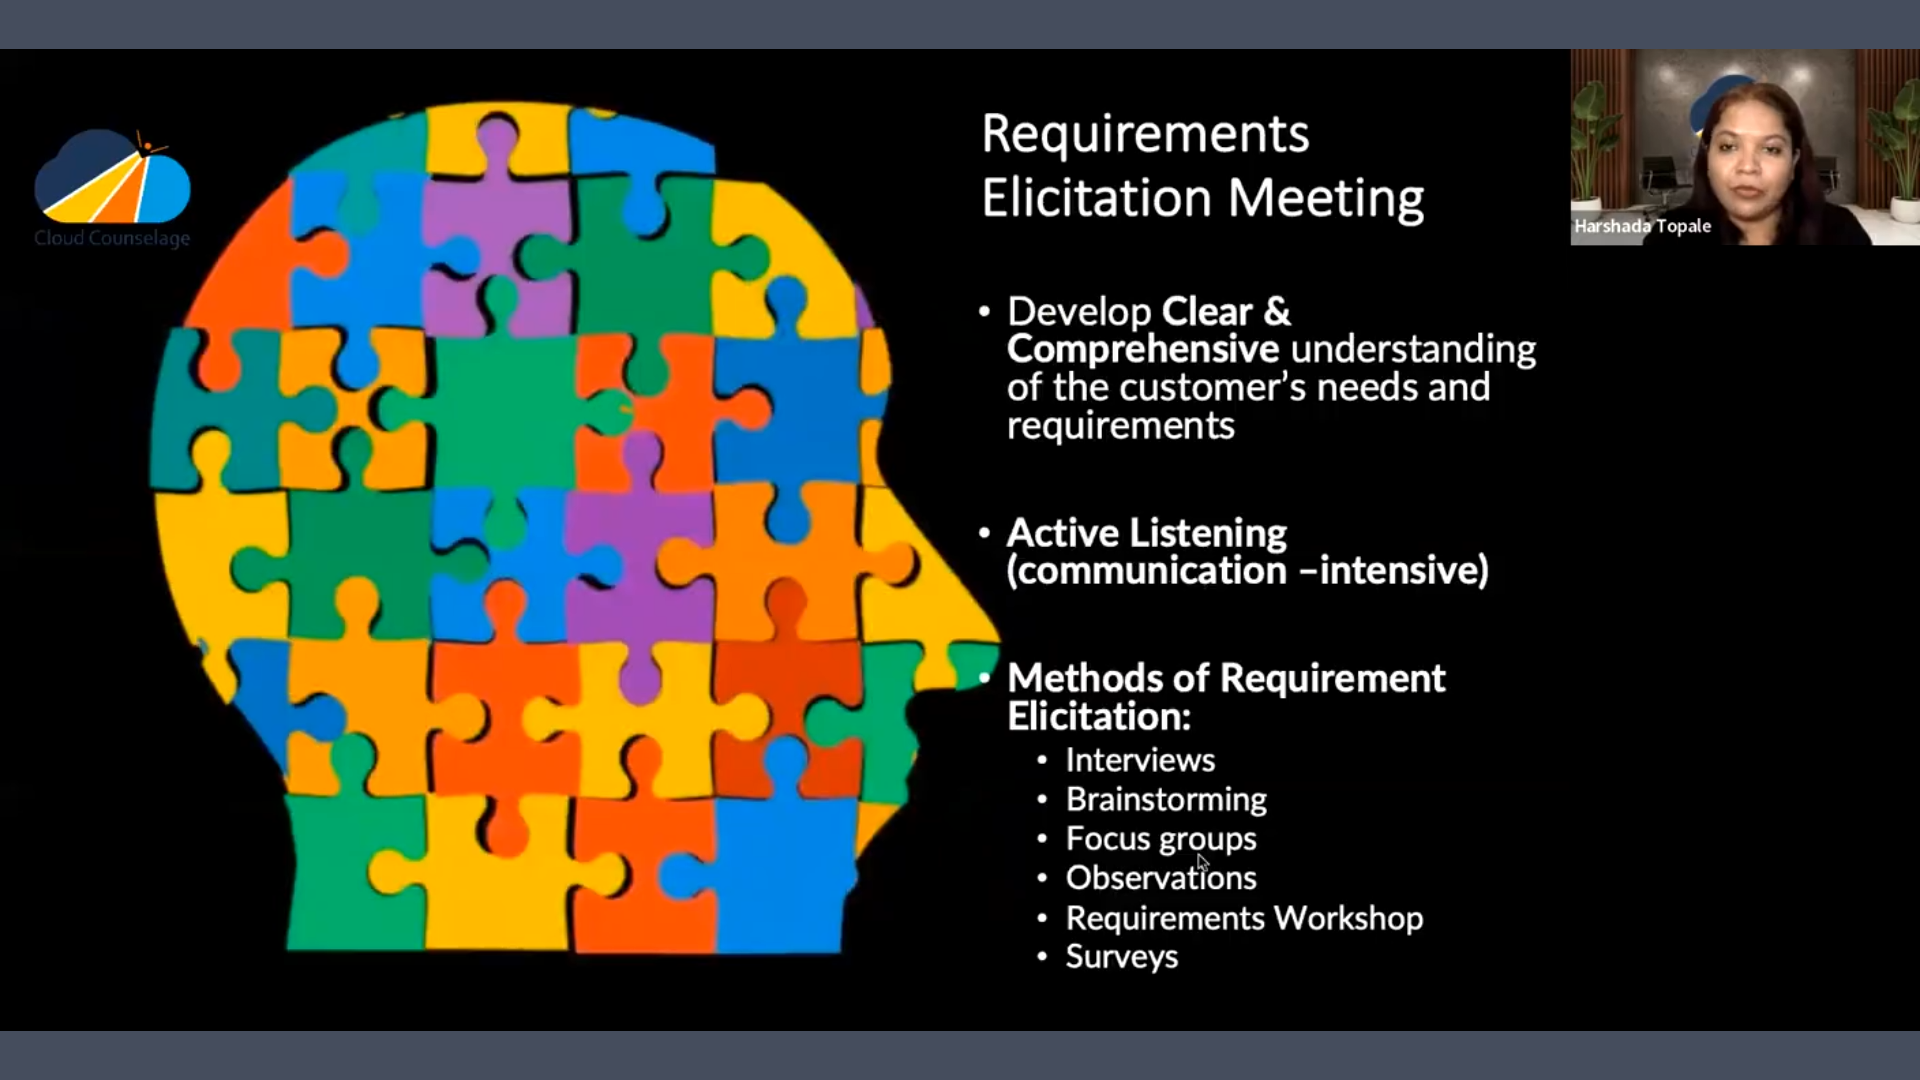 Cloud Counselage
Requirements
Elicitation Meeting
Harshada Topale
• Develop Clear &
Comprehensive understanding
of the customer’s needs and
requirements
• Active Listening
(communication –intensive)
• Methods of Requirement
Elicitation:
• Interviews
• Brainstorming
• Focus groups
• Observations
• Requirements Workshop
• Surveys